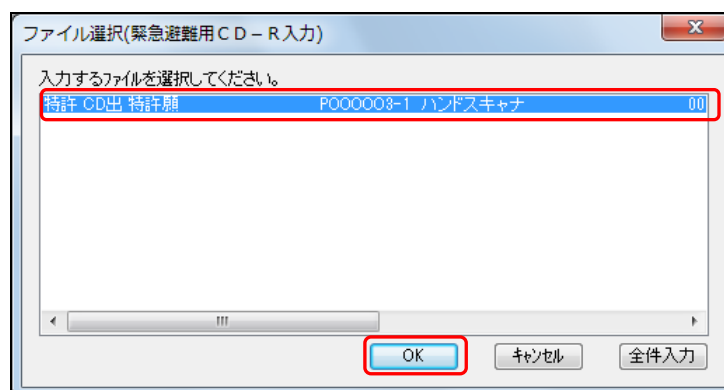 ファイル選択(緊急避難用ＣＤ－Ｒ入力)
入力するﾌｧｲﾙを選択してください。
特許 CD出 特許願 P000003-1 ハンドスキャナ 00
OK ｷｬﾝｾﾙ 全件入力